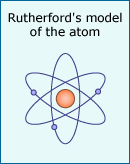 Rutherford's model
of the atom